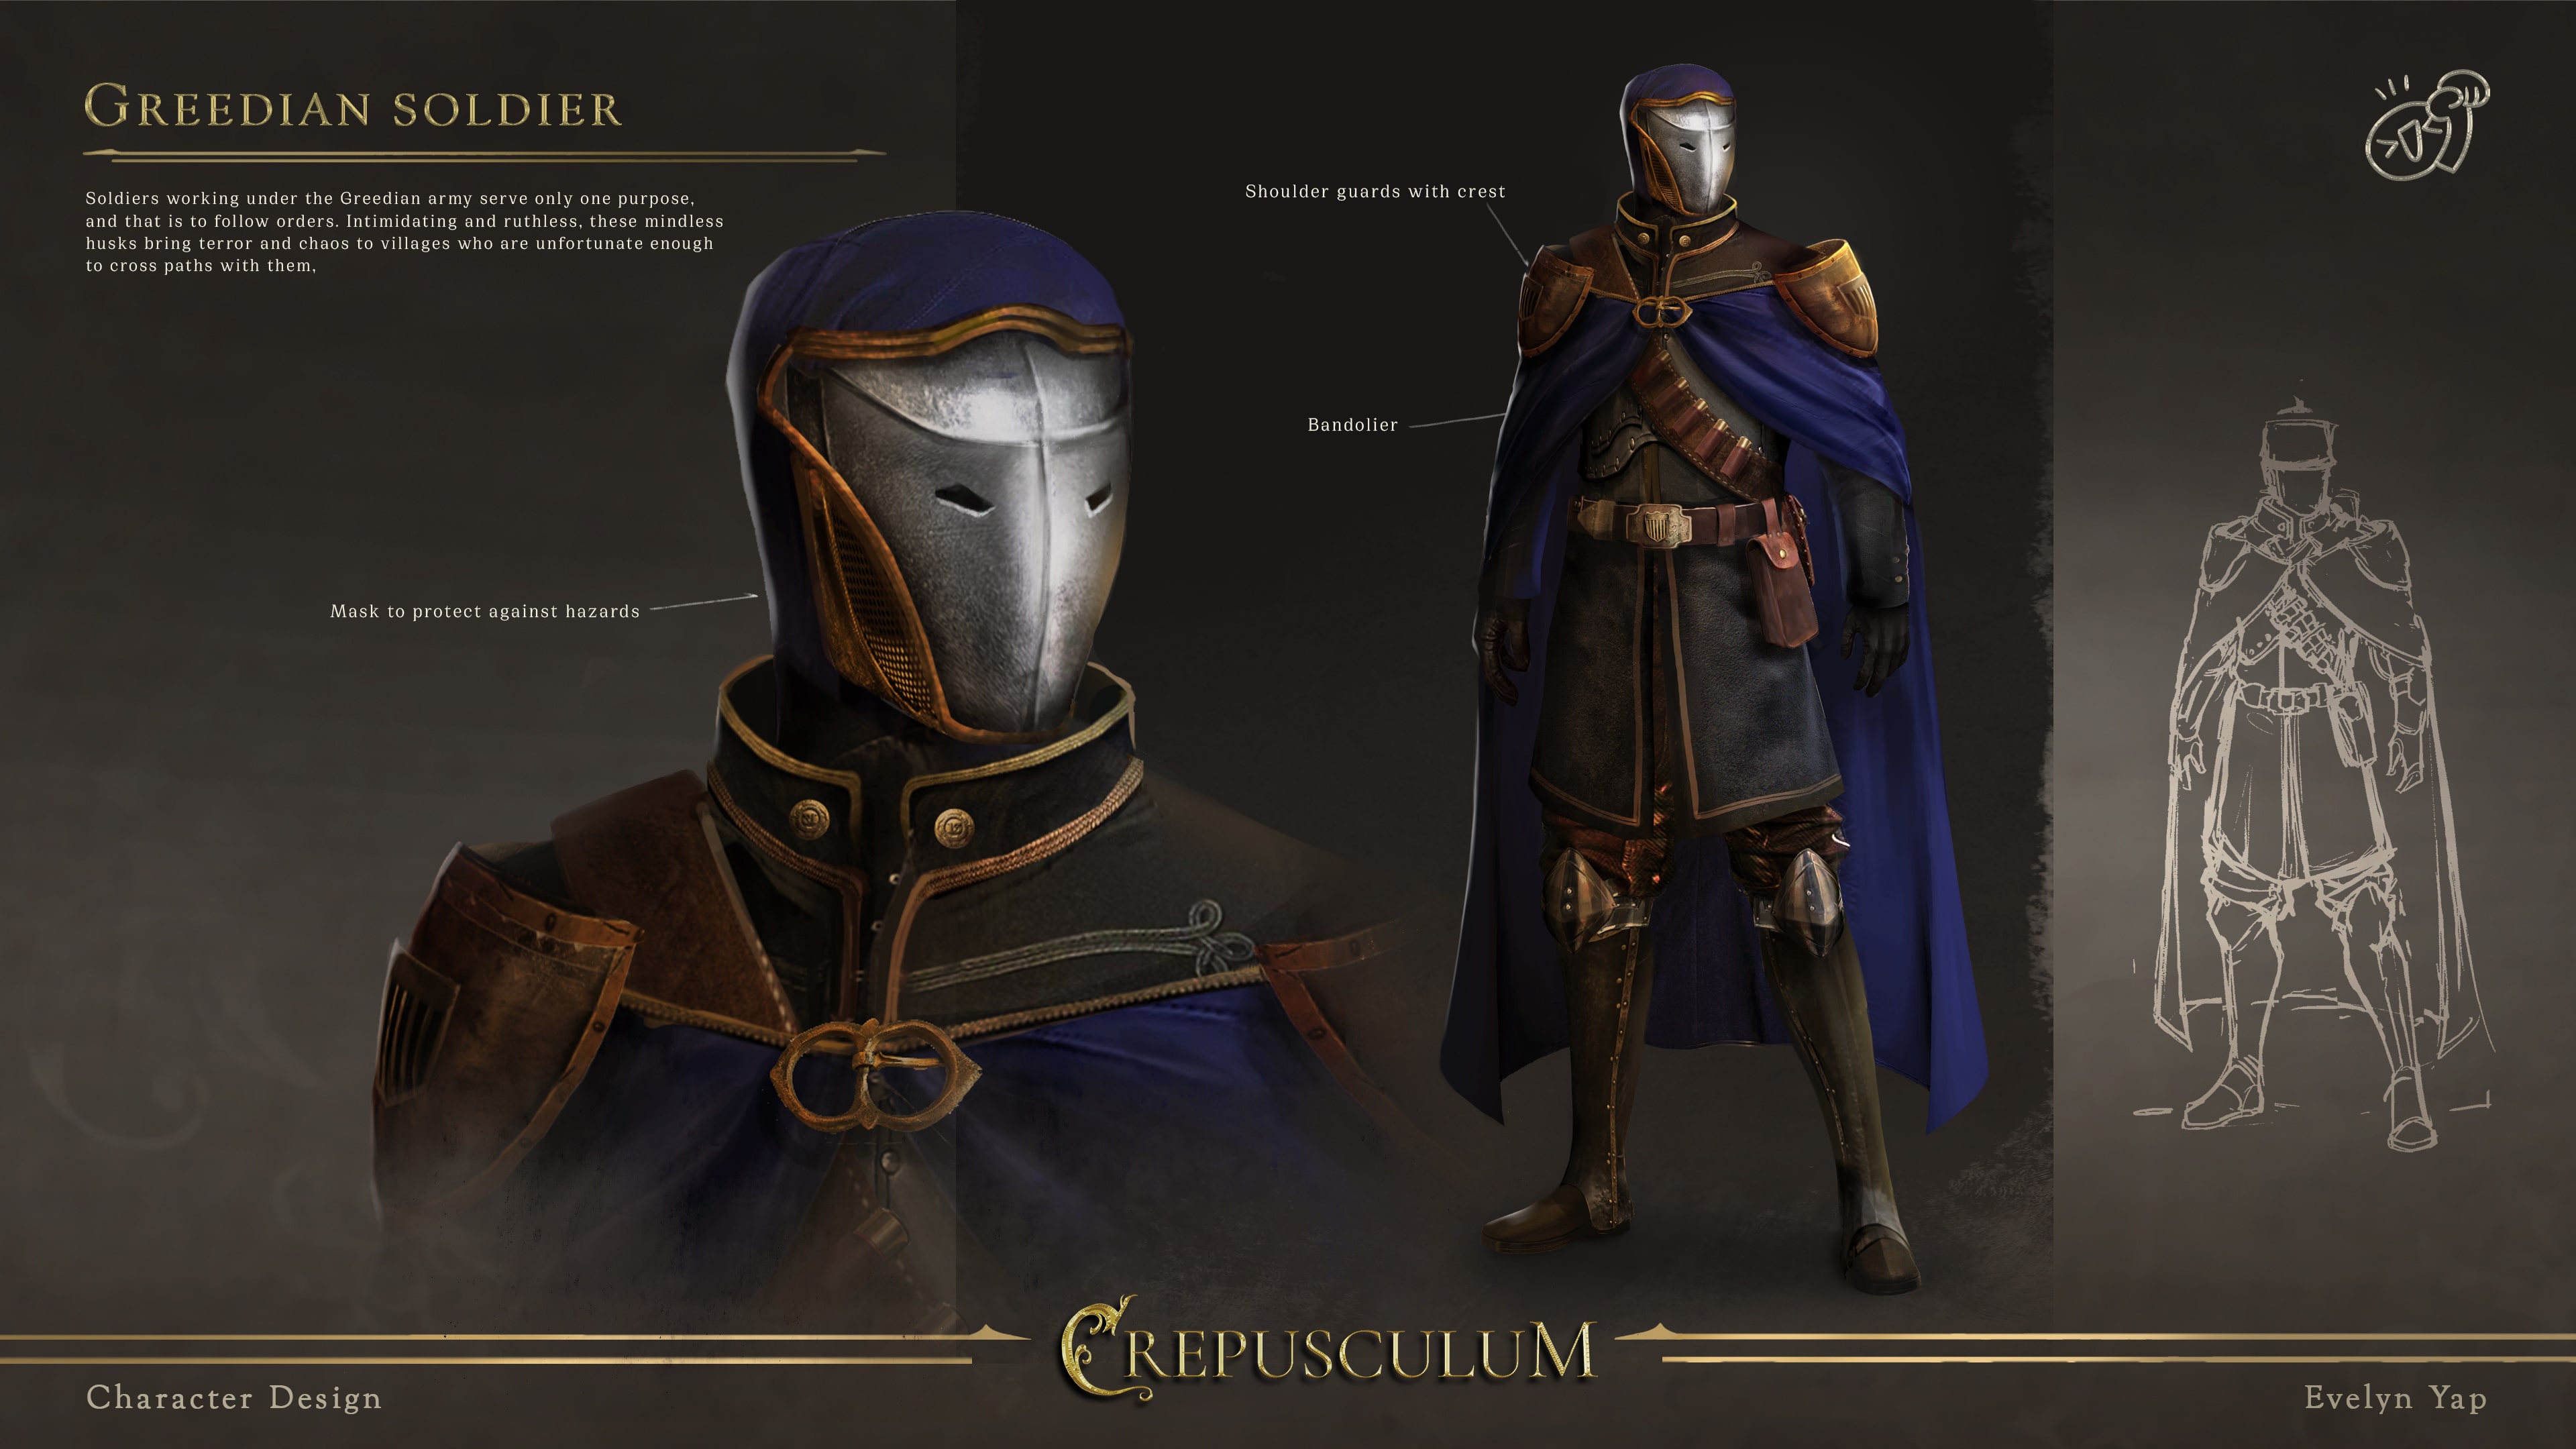 Greedian soldier
Soldiers working under the Greedian army serve only one purpose,
and that is to follow orders. Intimidating and ruthless, these mindless
husks bring terror and chaos to villages who are unfortunate enough
to cross paths with them,
Shoulder guards with crest
Bandolier
Mask to protect against hazards
CREPUSCULUM
Character Design
Evelyn Yap